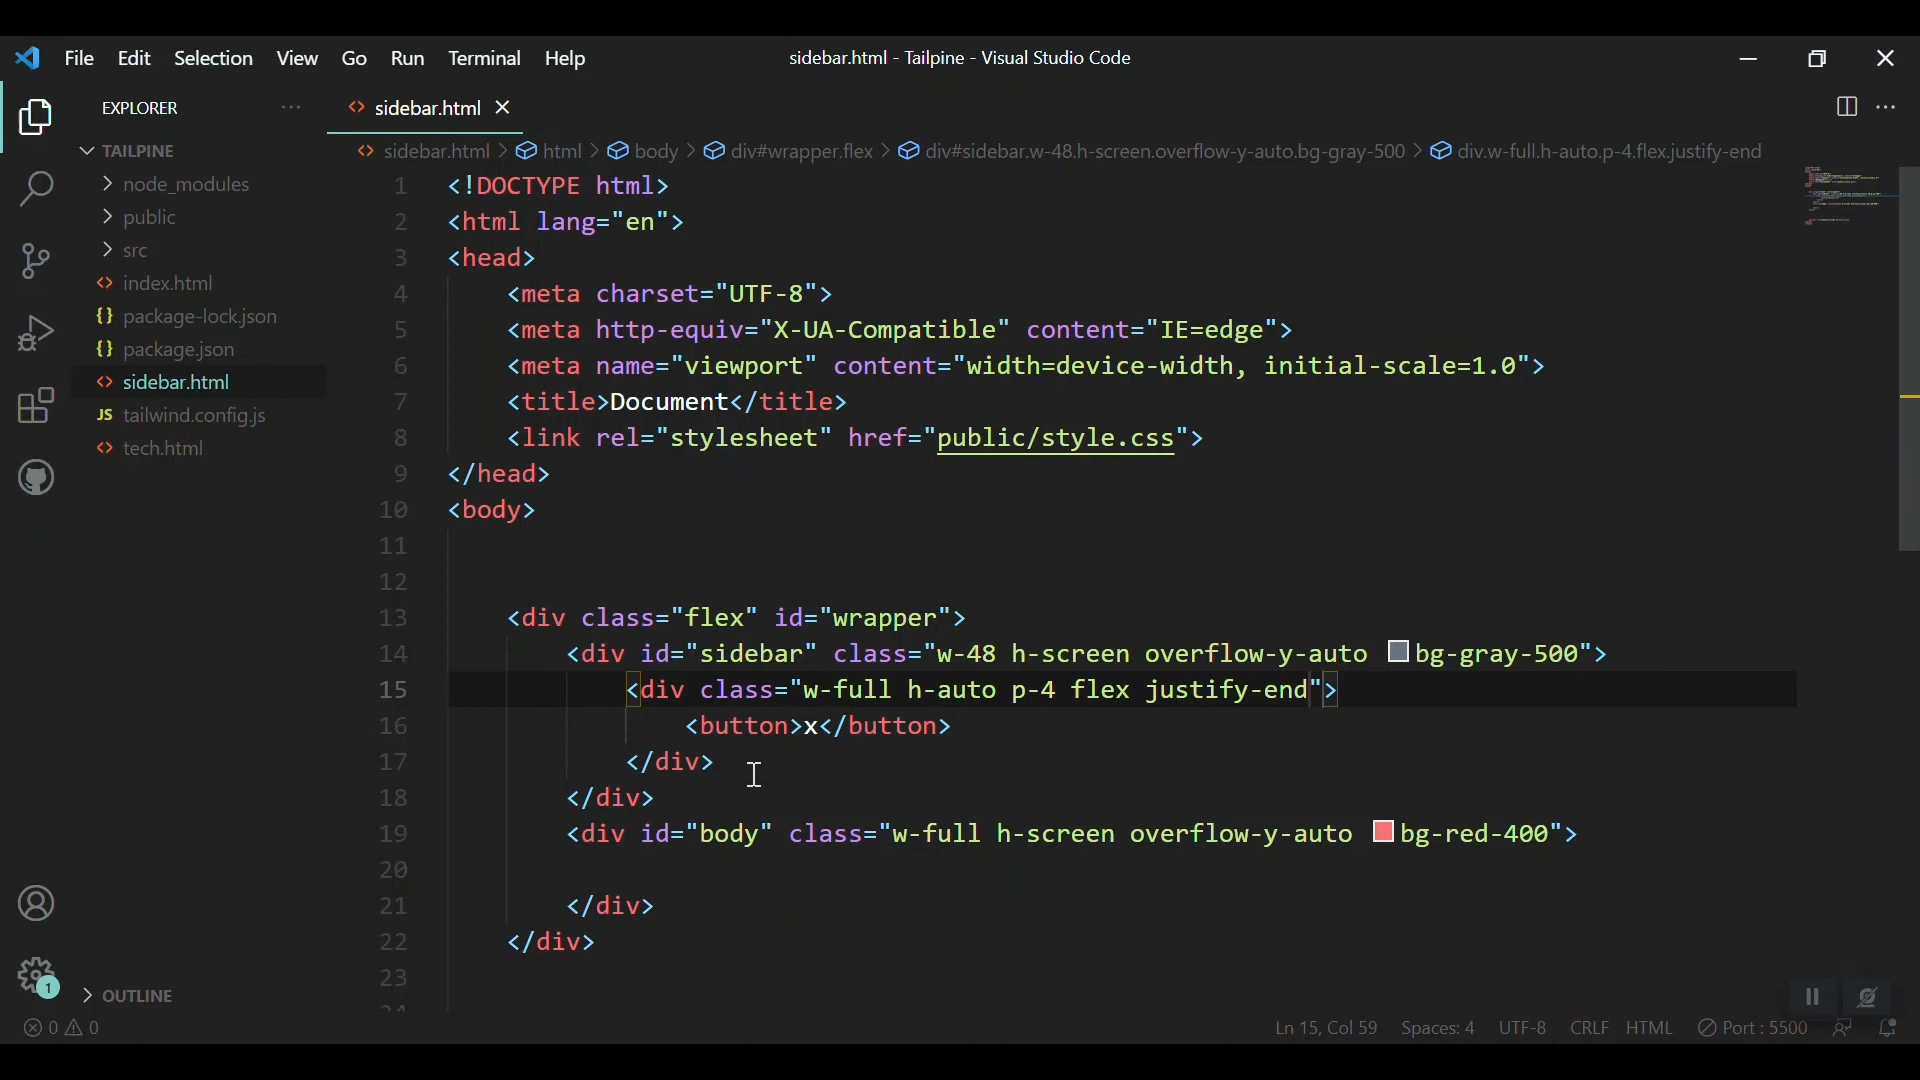 File Edit Selection View Go Run Terminal Help sidebar.html - Tailpine - Visual Studio Code
EXPLORER ··· <> sidebar.html
TAILPINE
node_modules
public
src
<> index.html
{} package-lock.json
{} package.json
<> sidebar.html
JS tailwind.config.js
<> tech.html
OUTLINE
<> sidebar.html > html > body > div#wrapper.flex > div#sidebar.w-48.h-screen.overflow-y-auto.bg-gray-500 > div.w-full.h-auto.p-4.flex.justify-end
1 <!DOCTYPE html>
2 <html lang="en">
3 <head>
4 <meta charset="UTF-8">
5 <meta http-equiv="X-UA-Compatible" content="IE=edge">
6 <meta name="viewport" content="width=device-width, initial-scale=1.0">
7 <title>Document</title>
8 <link rel="stylesheet" href="public/style.css">
9 </head>
10 <body>
11
12
13 <div class="flex" id="wrapper">
14 <div id="sidebar" class="w-48 h-screen overflow-y-auto bg-gray-500">
15 <div class="w-full h-auto p-4 flex justify-end">
16 <button>x</button>
17 </div>
18 </div>
19 <div id="body" class="w-full h-screen overflow-y-auto bg-red-400">
20
21 </div>
22 </div>
23
1
0 0 Ln 15, Col 59 Spaces: 4 UTF-8 CRLF HTML Port : 5500